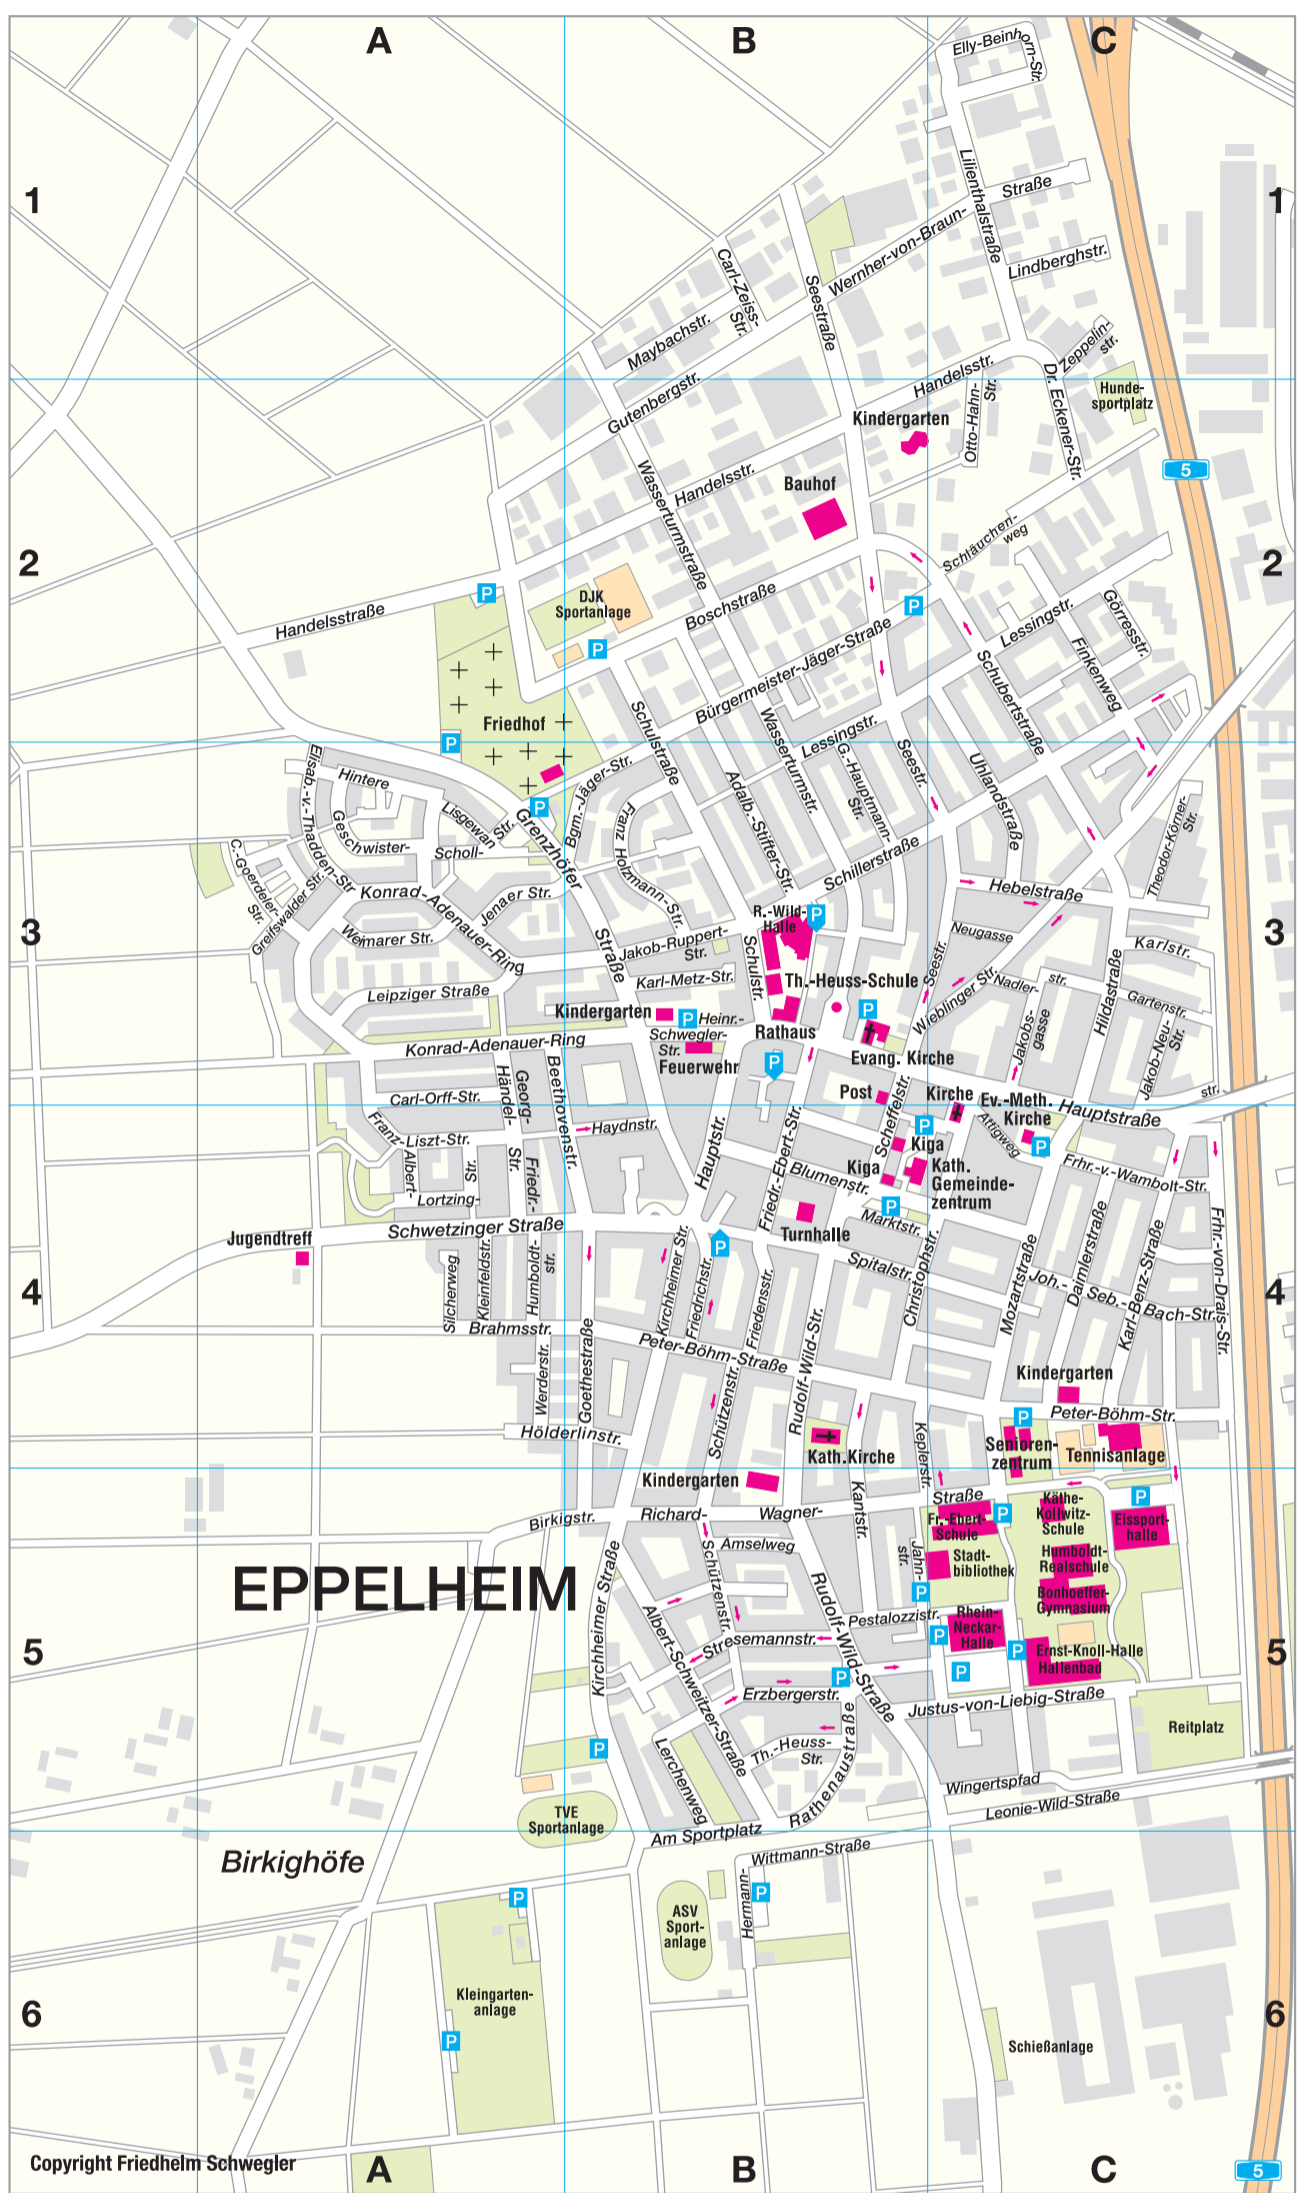 A
B
C
Elly-Beinhorn-Str.
1
1
Lilienthalstraße
Straße
Wernher-von-Braun-
Lindberghstr.
Carl-Zeiss-
Str.
Seestraße
Maybachstr.
Zeppelin-
str.
Handelsstr.
Dr. Eckener-Str.
Gutenbergstr.
Hunde-
sportplatz
Otto-Hahn-
Str.
Kindergarten
5
Wasserturmstraße
Handelsstr.
Bauhof
Schläuchen-
weg
2
2
P
DJK
Sportanlage
Handelsstraße
Boschstraße
P
Lessingstr.
Görresstr.
Finkenweg
P
Bürgermeister-Jäger-Straße
Schubertstraße
Friedhof
Schulstraße
Wasserturmstr.
Lessingstr.
P
G.-Hauptmann-
Str.
Seestr.
Uhlandstraße
Elisab.-v.-Thadden-Str
Hintere
Lisgewan
Str.
P
Bgm.-Jäger-Str.
Adalb.-Stifter-Str.
Theodor-Körner-
Str.
Geschwister-
Scholl-
Grenzhöfer
Straße
Franz Holzmann-Str.
Schillerstraße
C.-Goerdeler-
Str.
Greifswalder Str.
Konrad-Adenauer-Ring
Jenaer Str.
Hebelstraße
R.-Wild-
Halle
P
3
3
Weimarer Str.
Jakob-Ruppert-
Str.
Neugasse
Karlstr.
Schulstr.
Seestr.
Karl-Metz-Str.
Th.-Heuss-Schule
Wieblinger Str.
Nadler-
str.
Hildastraße
Leipziger Straße
Gartenstr.
Kindergarten
P
Heinr.-
Schwegler-
Str.
Rathaus
P
Jakobs-
gasse
Jakob-Neu-
Str.
Konrad-Adenauer-Ring
Feuerwehr
P
Evang. Kirche
Beethovenstr.
Georg-
Händel-
Str.
Post
Kirche
Ev.-Meth.
Kirche
Hauptstraße
str.
Carl-Orff-Str.
Scheffelstr.
P
Attigweg
P
Franz-Liszt-Str.
Haydnstr.
Hauptstr.
Friedr.-Ebert-Str.
Kiga
Albert-
Lortzing-
Str.
Friedr.-
Humboldt-
str.
Blumenstr.
Kiga
Kath.
Gemeinde-
zentrum
Frhr.-v.-Wambolt-Str.
P
Schwetzinger Straße
Marktstr.
Jugendtreff
P
Turnhalle
Spitalstr.
Christophstr.
Mozartstraße
Daimlerstraße
Karl-Benz-Straße
Frhr.-von-Drais-Str.
Joh.-
Seb.-
Bach-Str.
4
4
Silcherweg
Kleinfeldstr.
Kirchheimer Str.
Friedrichstr.
Friedensstr.
Rudolf-Wild-Str.
Brahmsstr.
Peter-Böhm-Straße
Goethestraße
Werderstr.
Kindergarten
Schützenstr.
P
Peter-Böhm-Str.
Hölderlinstr.
Kath.Kirche
Keplerstr.
Senioren-
zentrum
Tennisanlage
Kindergarten
Kantstr.
Straße
P
Birkigstr.
Richard-
Wagner-
Fr.-Ebert-
Schule
P
Käthe-
Kollwitz-
Schule
Eissport-
halle
Amselweg
Jahn-
str.
Stadt-
bibliothek
Humboldt-
Realschule
EPPELHEIM
Schützenstr.
P
Bonhoeffer-
Gymnasium
Kirchheimer Straße
Albert-Schweitzer-Straße
Rudolf-Wild-Straße
Pestalozzistr.
Rhein-
Neckar-
Halle
P
P
Stresemannstr.
Ernst-Knoll-Halle
Hallenbad
5
5
P
P
Erzbergerstr.
Justus-von-Liebig-Straße
Reitplatz
Th.-Heuss-
Str.
Rathenaustraße
P
Lerchenweg
Wingertspfad
Leonie-Wild-Straße
TVE
Sportanlage
Am Sportplatz
Wittmann-Straße
Hermann-
Birkighöfe
P
P
ASV
Sport-
anlage
Kleingarten-
anlage
6
6
P
Schießanlage
Copyright Friedhelm Schwegler
A
B
C
5